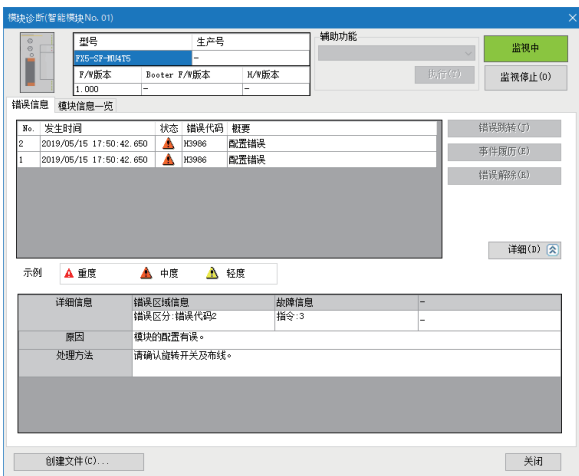 模块诊断(智能模块No. 01)
型号 生产号
FX5-SF-MU4T5 -
F/W版本 Booter F/W版本 H/W版本
1.000 - -
辅助功能
执行(T)
监视中
监视停止(O)
错误信息 模块信息一览
No. 发生时间 状态 错误代码 概要
2 2019/05/15 17:50:42.650 H3986 配置错误
1 2019/05/15 17:50:42.650 H3986 配置错误
错误跳转(J)
事件履历(E)
错误解除(R)
详细(D)
示例 重度 中度 轻度
详细信息 错误区域信息 故障信息 -
错误区分:错误代码2 指令:3 -
原因 模块的配置有误。
处理方法 请确认旋转开关及布线。
创建文件(C)... 关闭